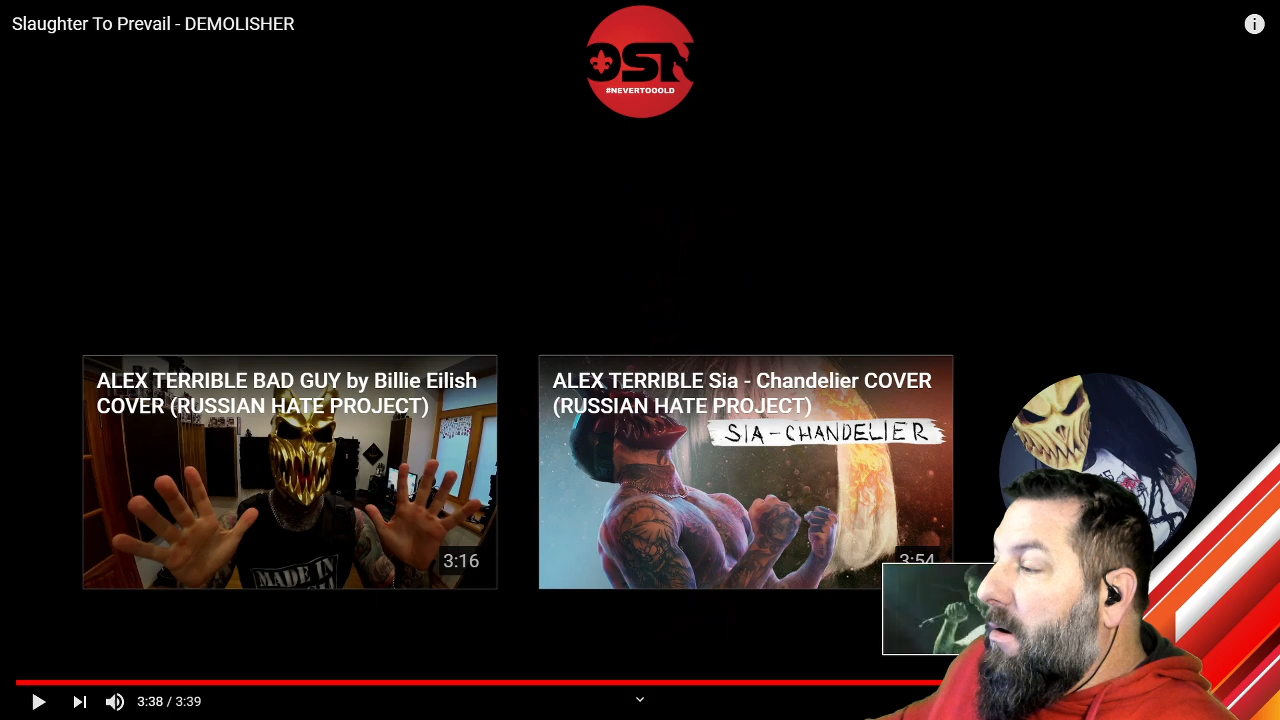 Slaughter To Prevail - DEMOLISHER
OSN
#NEVERTOOOLD
ALEX TERRIBLE BAD GUY by Billie Eilish
COVER (RUSSIAN HATE PROJECT)
MADE IN
3:16
ALEX TERRIBLE Sia - Chandelier COVER
(RUSSIAN HATE PROJECT)
SIA-CHANDELIER
3:54
3:38 / 3:39